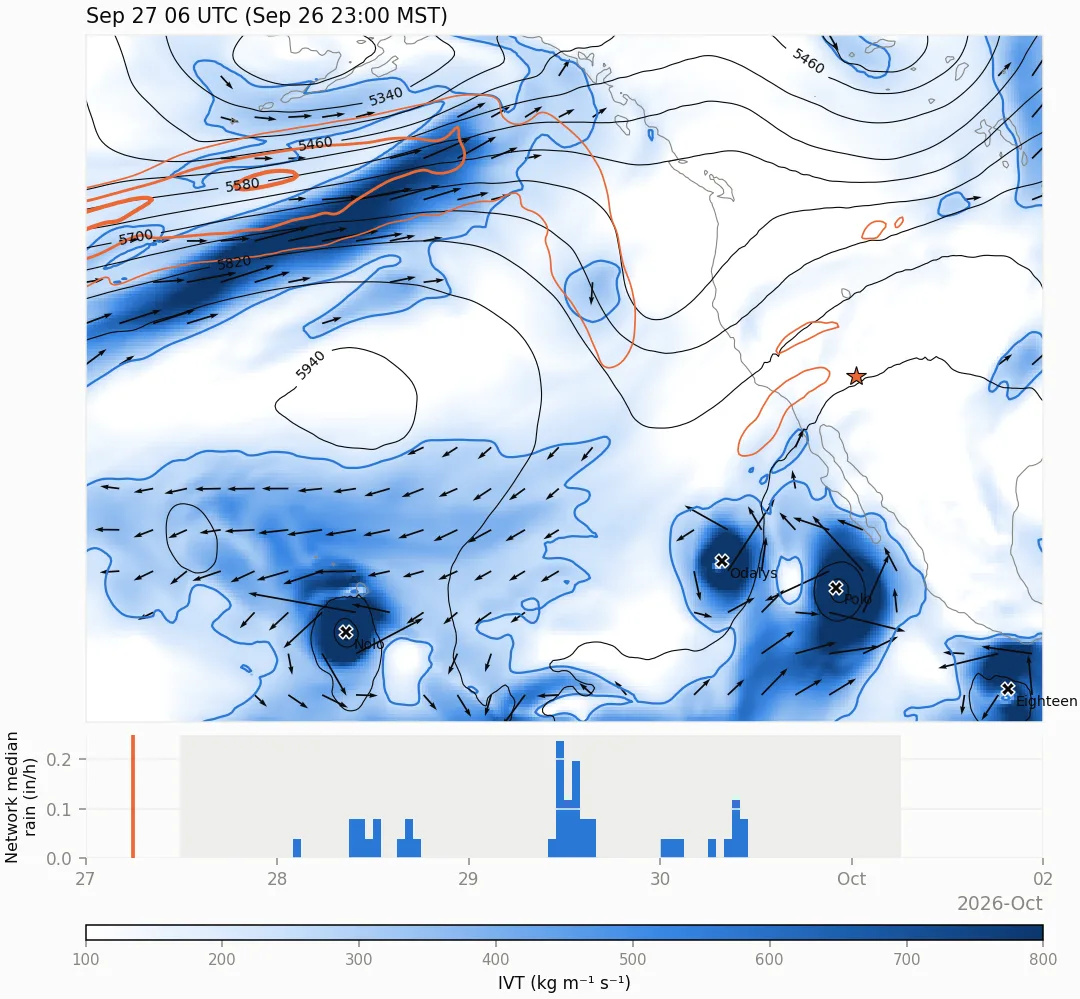 Sep 27 06 UTC (Sep 26 23:00 MST)
5460
5340
5460
5580
5700
5820
5940
Odalys
Polo
Nolo
Eighteen
Network median
rain (in/h)
0.2
0.1
0.0
27
28
29
30
Oct
02
2026-Oct
100
200
300
400
500
600
700
800
IVT (kg m⁻¹ s⁻¹)